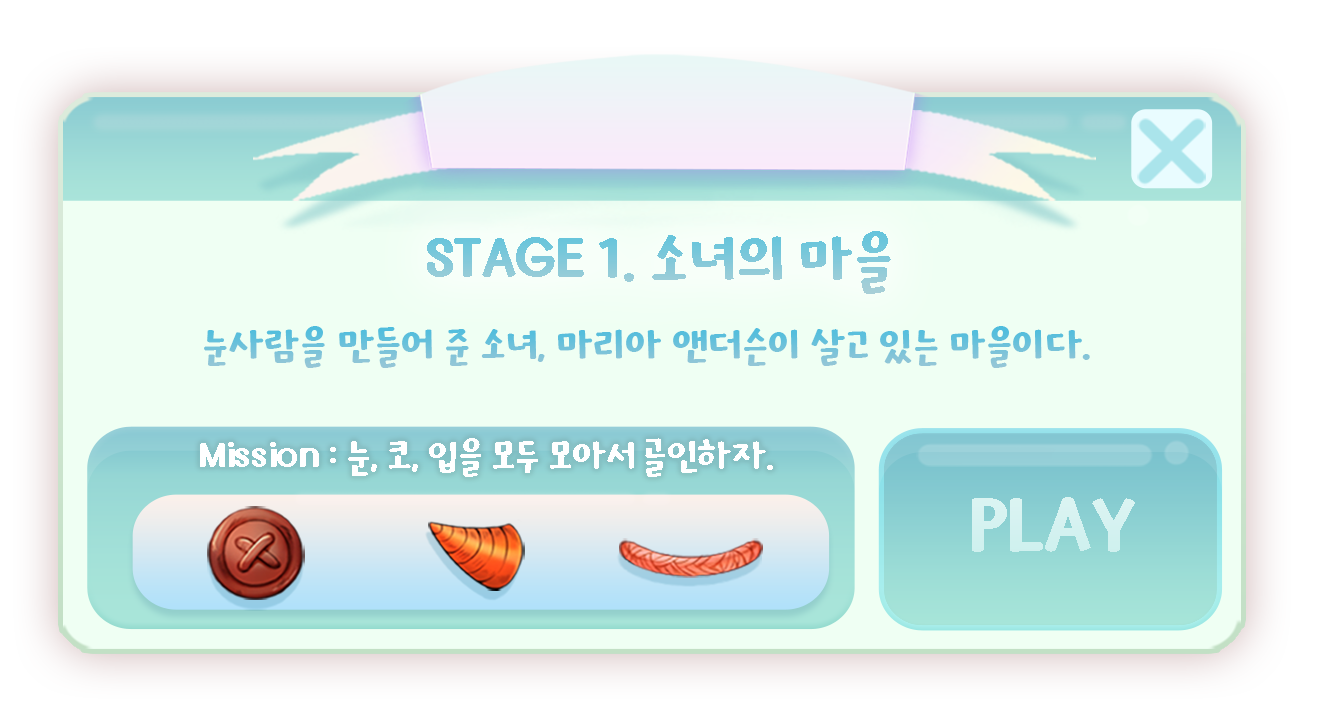 STAGE 1. 소녀의 마을
눈사람을 만들어 준 소녀, 마리아 앤더슨이 살고 있는 마을이다.
Mission : 눈, 코, 입을 모두 모아서 골인하자.
PLAY